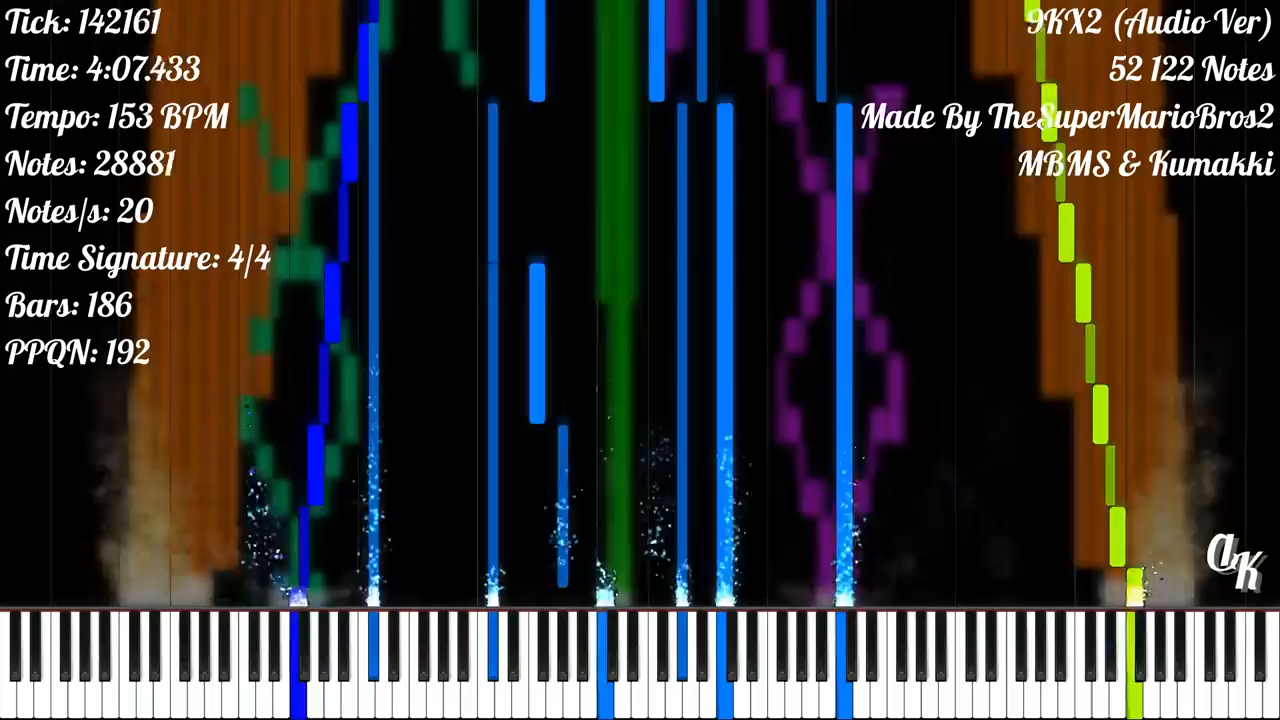 Tick: 142161
Time: 4:07.433
Tempo: 153 BPM
Notes: 28881
Notes/s: 20
Time Signature: 4/4
Bars: 186
PPQN: 192
9KX2 (Audio Ver)
52 122 Notes
Made By TheSuperMarioBros2
MBMS & Kumakki
aK